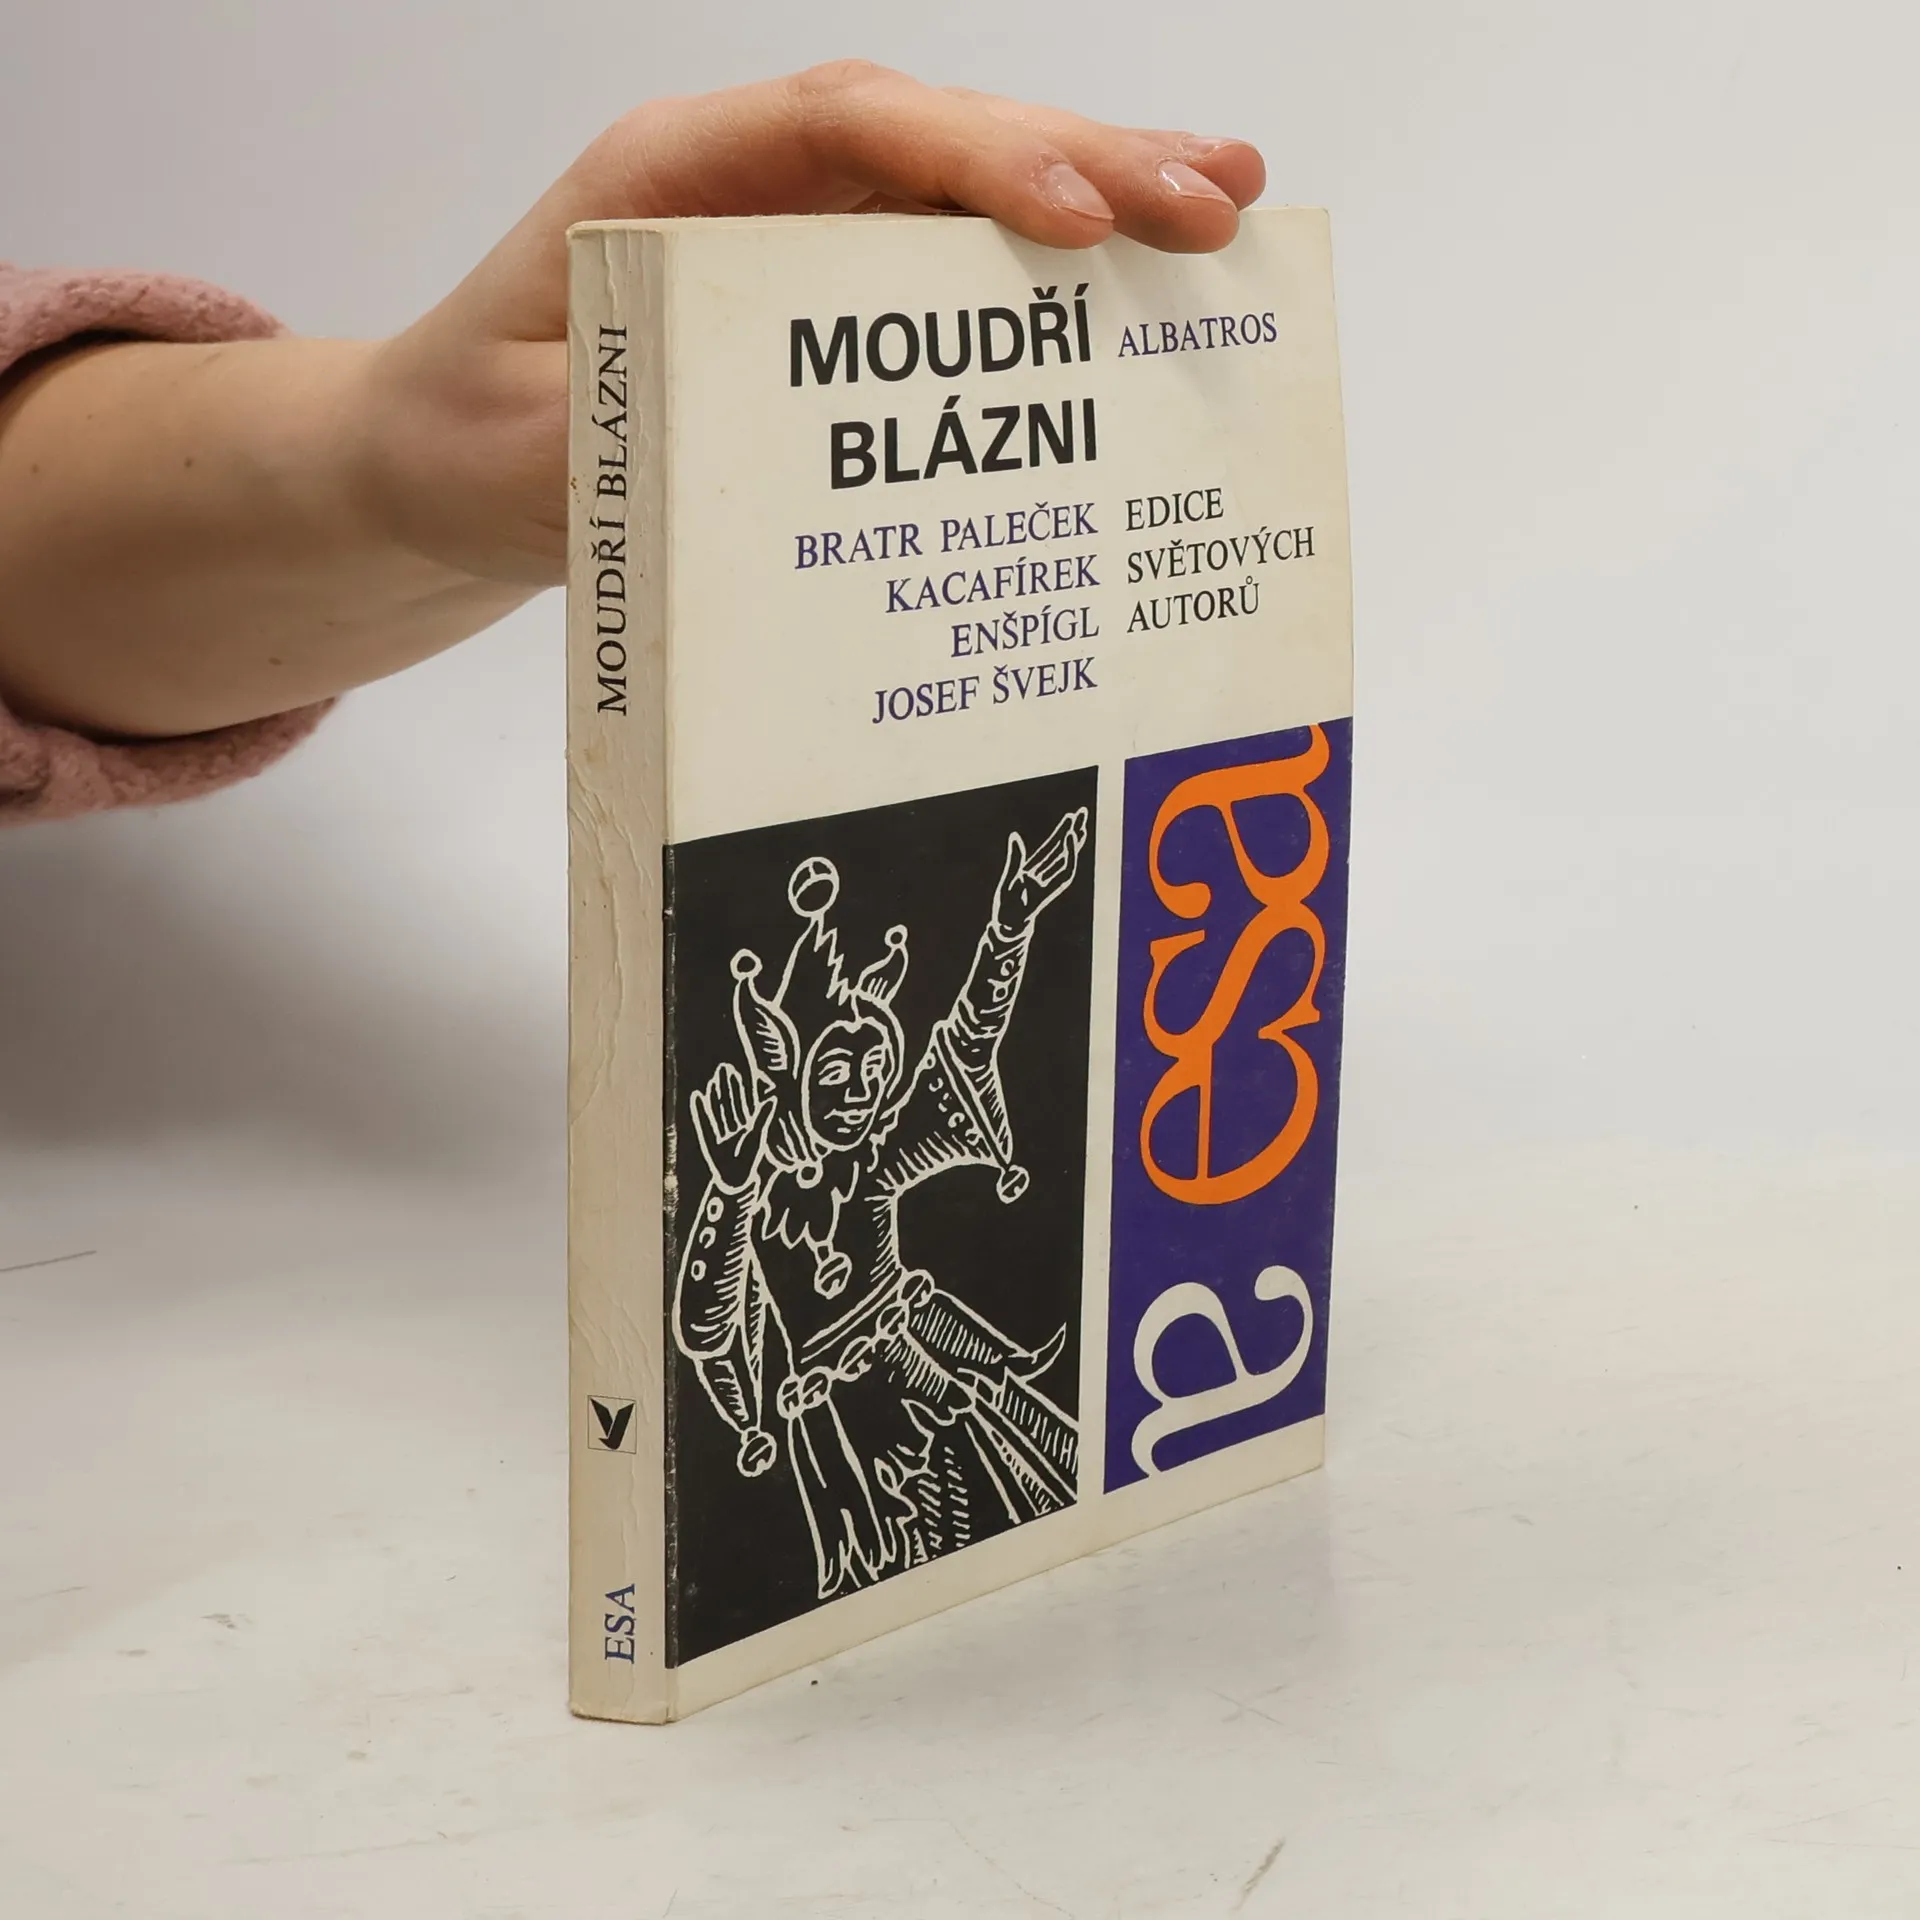 MOUDŘÍ BLÁZNI
ESA
MOUDŘÍ
BLÁZNI
ALBATROS
BRATR PALEČEK
KACAFÍREK
ENŠPÍGL
JOSEF ŠVEJK
EDICE
SVĚTOVÝCH
AUTORŮ
esa